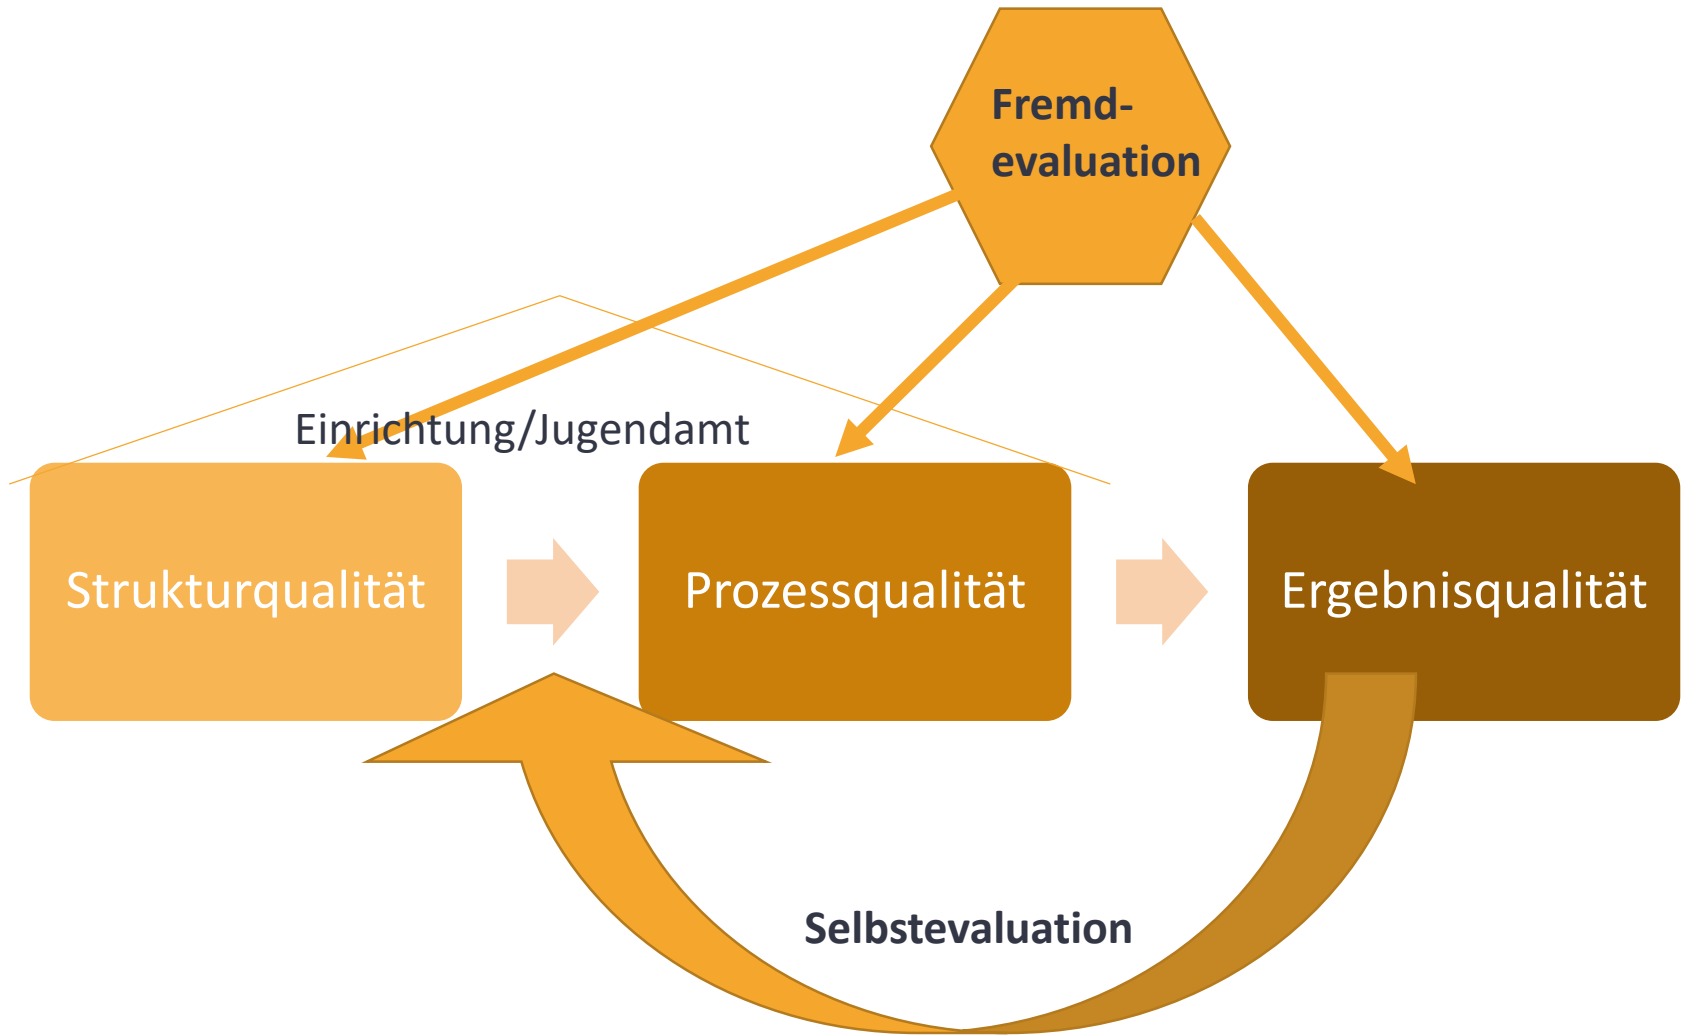 Fremd-
evaluation
Einrichtung/Jugendamt
Strukturqualität
Prozessqualität
Ergebnisqualität
Selbstevaluation